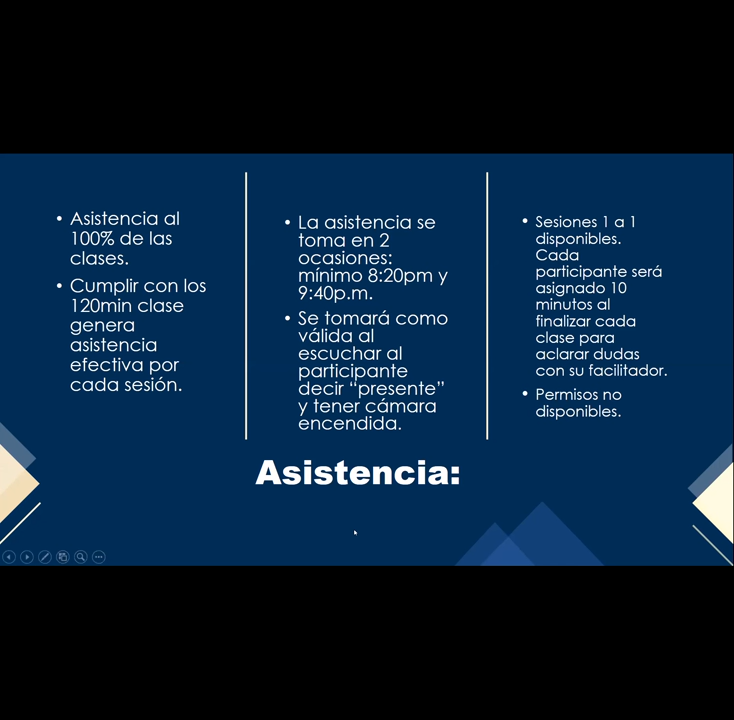 • Asistencia al
100% de las
clases.
• Cumplir con los
120min clase
genera
asistencia
efectiva por
cada sesión.
• La asistencia se
toma en 2
ocasiones:
mínimo 8:20pm y
9:40p.m.
• Se tomará como
válida al
escuchar al
participante
decir “presente”
y tener cámara
encendida.
• Sesiones 1 a 1
disponibles.
Cada
participante será
asignado 10
minutos al
finalizar cada
clase para
aclarar dudas
con su facilitador.
• Permisos no
disponibles.
Asistencia: